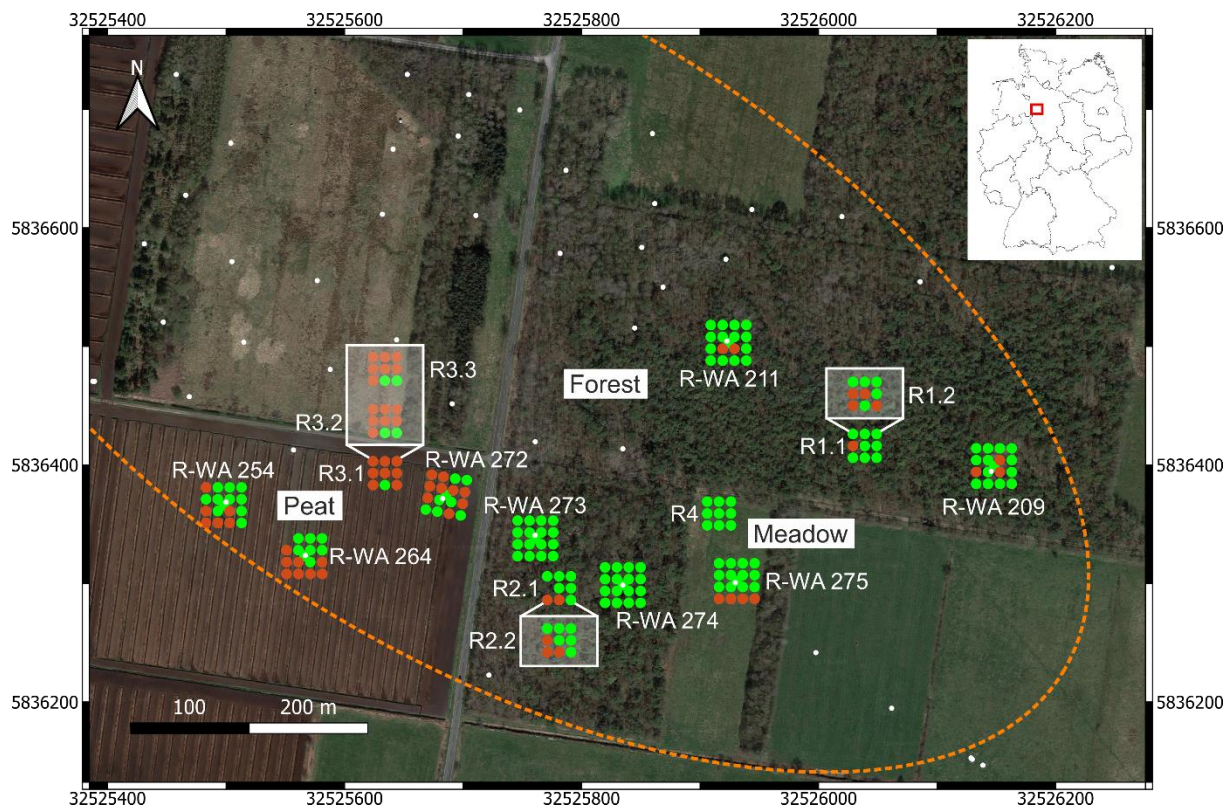 32525400 32525600 32525800 32526000 32526200
N
5836600 5836600
R-WA 211
Forest
R3.3
R1.2
R3.2
R1.1
R3.1
R-WA 272
5836400 5836400
R-WA 254
R-WA 209
Peat
R-WA 273
R4
Meadow
R-WA 264
R2.1
R-WA 275
R-WA 274
R2.2
5836200 5836200
100 200 m
32525400 32525600 32525800 32526000 32526200